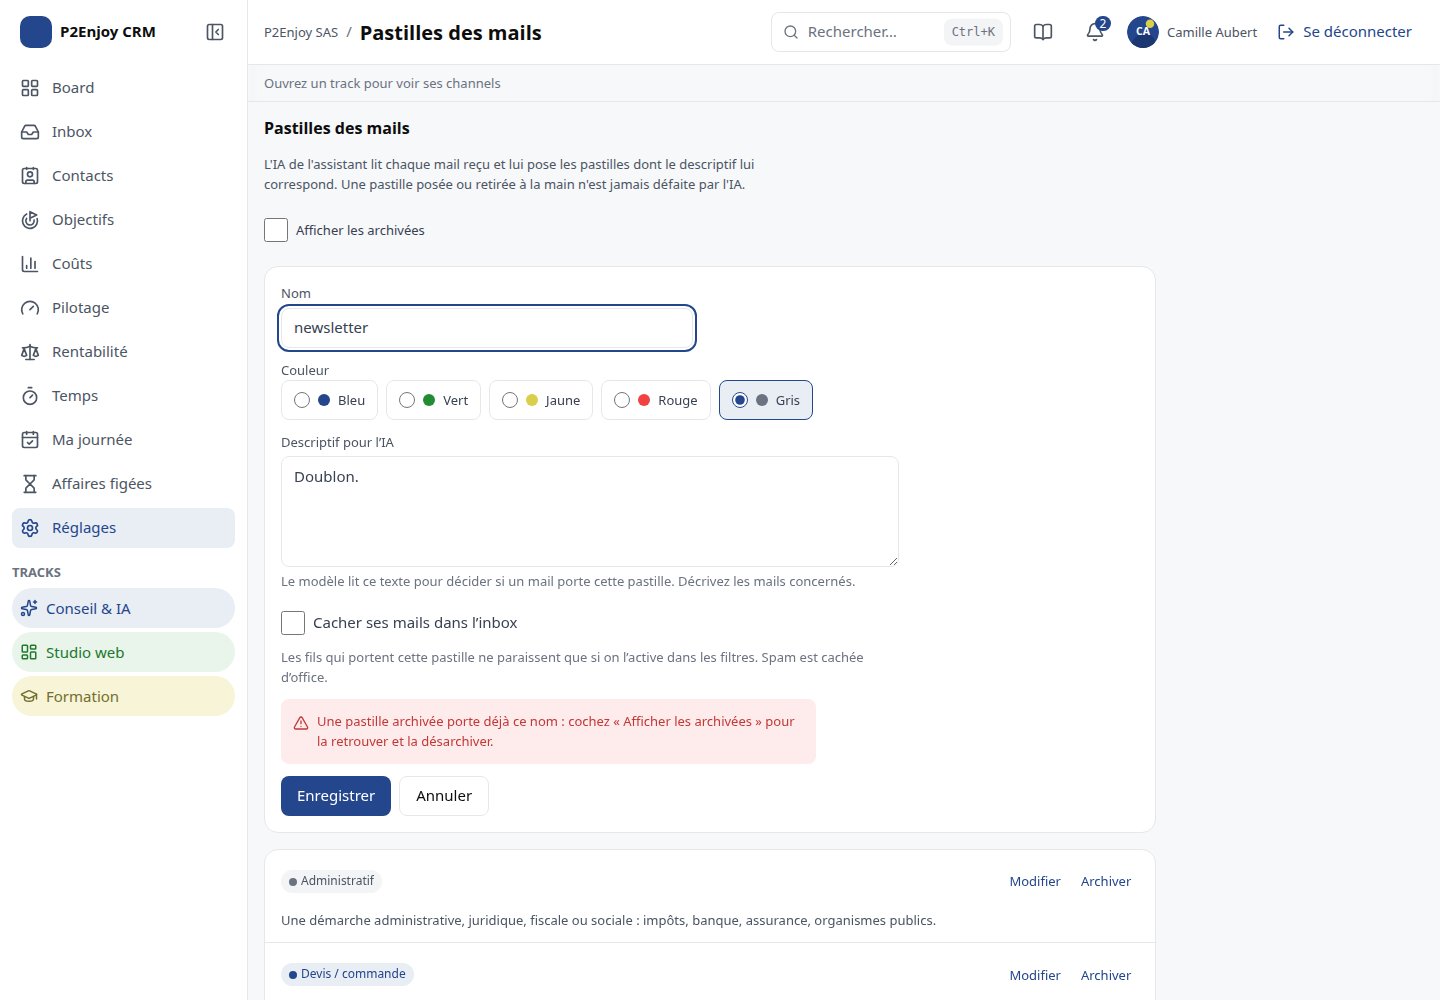 P2Enjoy CRM
P2Enjoy SAS / Pastilles des mails
Rechercher...
Ctrl+K
2
CA
Camille Aubert
Se déconnecter
Board
Inbox
Contacts
Objectifs
Coûts
Pilotage
Rentabilité
Temps
Ma journée
Affaires figées
Réglages
TRACKS
Conseil & IA
Studio web
Formation
Ouvrez un track pour voir ses channels
Pastilles des mails
L'IA de l'assistant lit chaque mail reçu et lui pose les pastilles dont le descriptif lui
correspond. Une pastille posée ou retirée à la main n'est jamais défaite par l'IA.
Afficher les archivées
Nom
newsletter
Couleur
Bleu
Vert
Jaune
Rouge
Gris
Descriptif pour l’IA
Doublon.
Le modèle lit ce texte pour décider si un mail porte cette pastille. Décrivez les mails concernés.
Cacher ses mails dans l’inbox
Les fils qui portent cette pastille ne paraissent que si on l’active dans les filtres. Spam est cachée
d’office.
Une pastille archivée porte déjà ce nom : cochez « Afficher les archivées » pour
la retrouver et la désarchiver.
Enregistrer
Annuler
Administratif
Modifier
Archiver
Une démarche administrative, juridique, fiscale ou sociale : impôts, banque, assurance, organismes publics.
Devis / commande
Modifier
Archiver